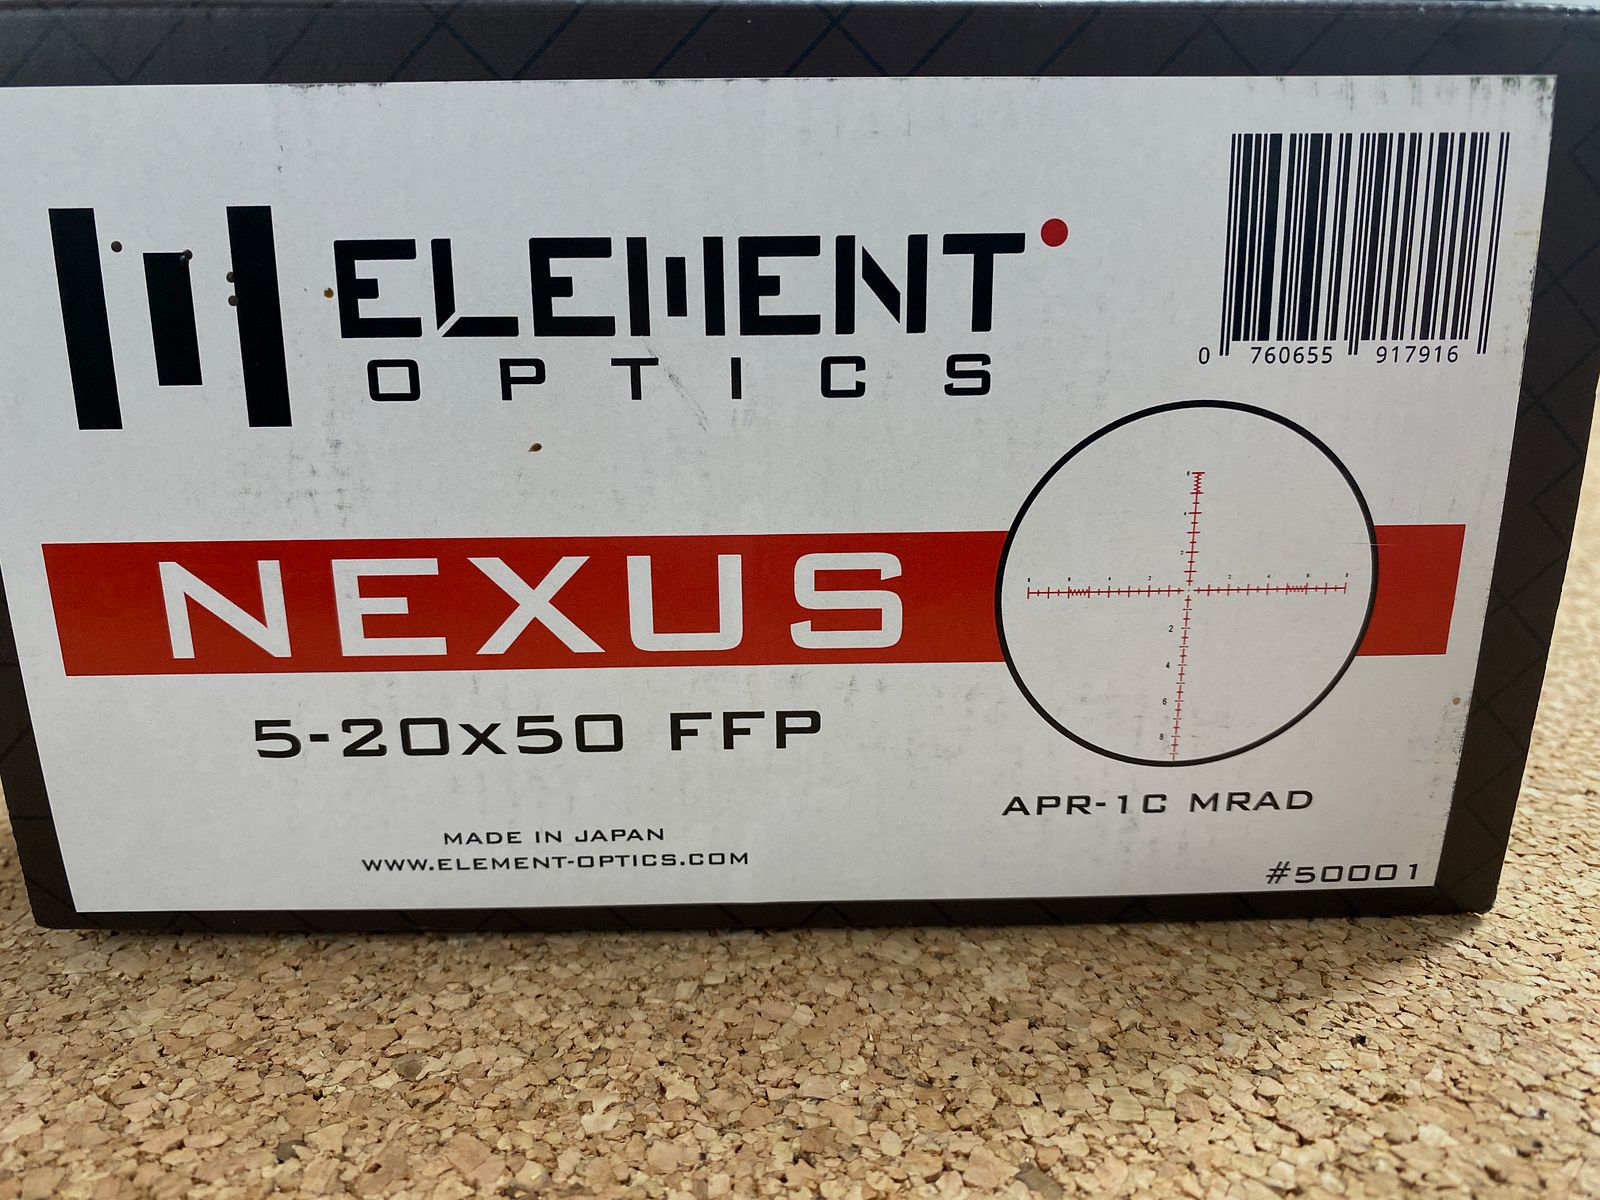 ELEMENT
OPTICS
0 760655 917916
NEXUS
5-20x50 FFP
APR-1C MRAD
MADE IN JAPAN
WWW.ELEMENT-OPTICS.COM
#50001